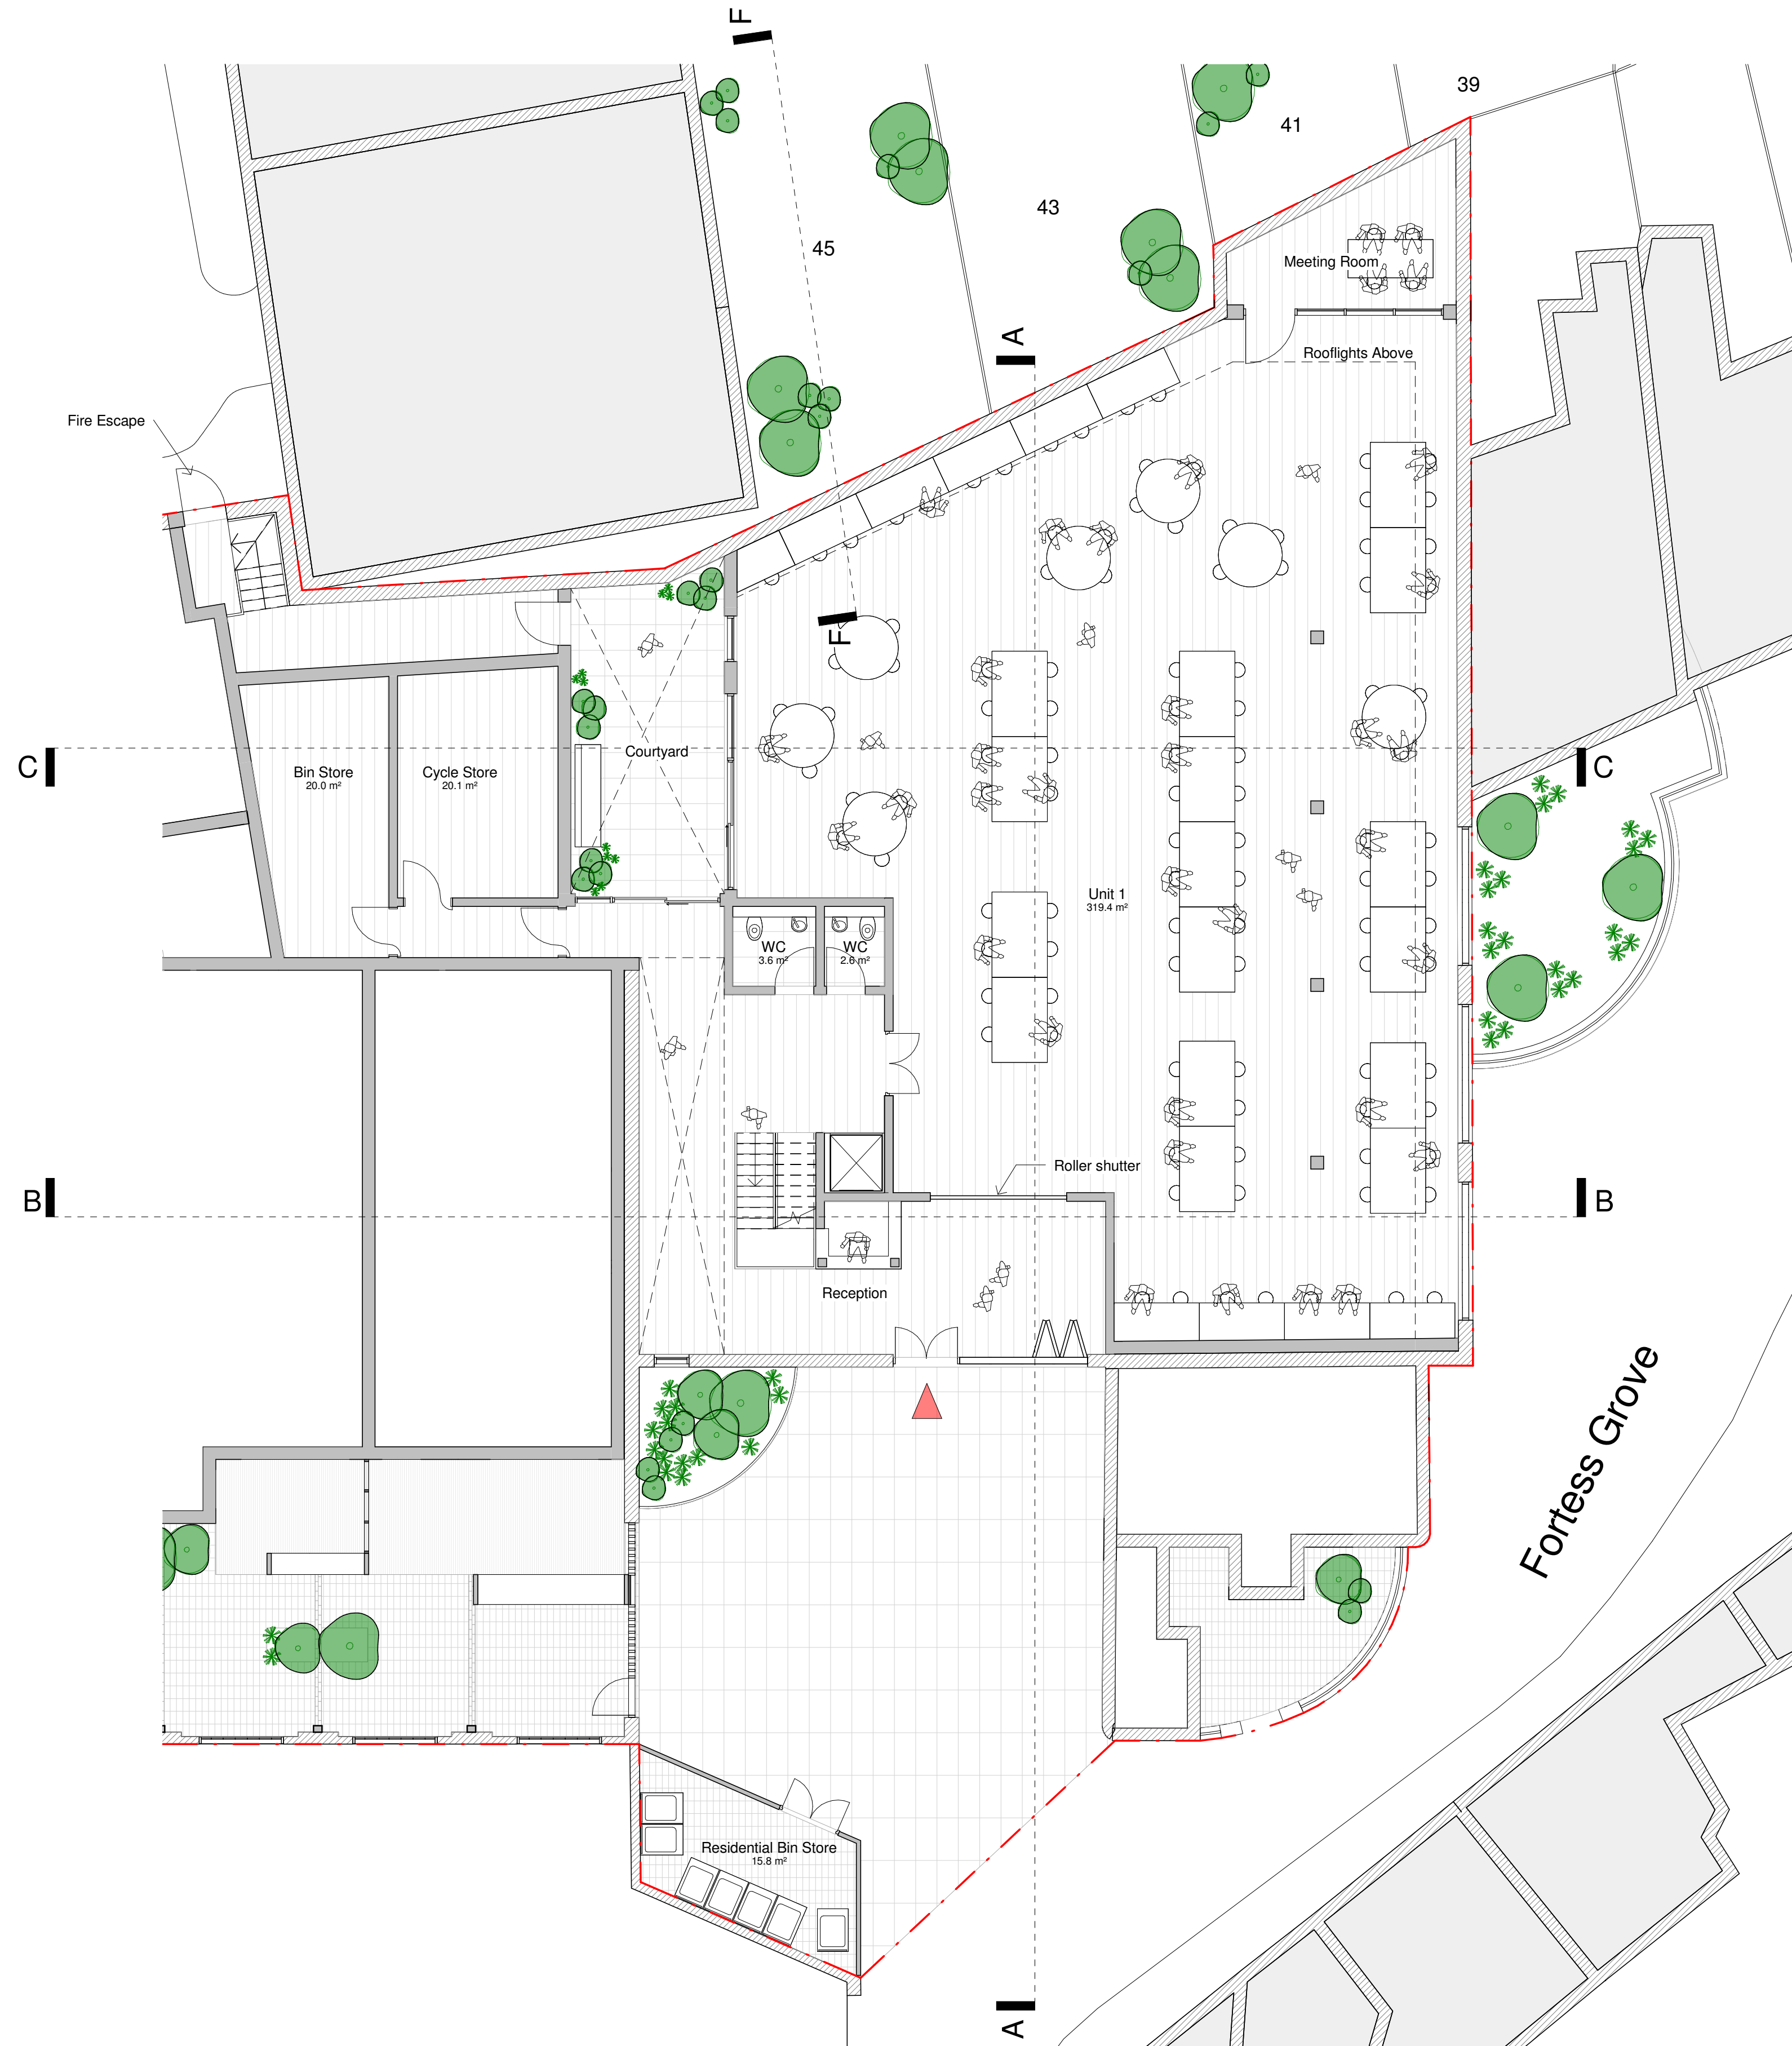 F
39
41
43
45
Meeting Room
A
Rooflights Above
Fire Escape
F
Courtyard
C
Bin Store
20.0 m²
Cycle Store
20.1 m²
C
Unit 1
319.4 m²
WC
3.6 m²
WC
2.6 m²
Roller shutter
B
B
Reception
Fortess Grove
Residential Bin Store
15.8 m²
A